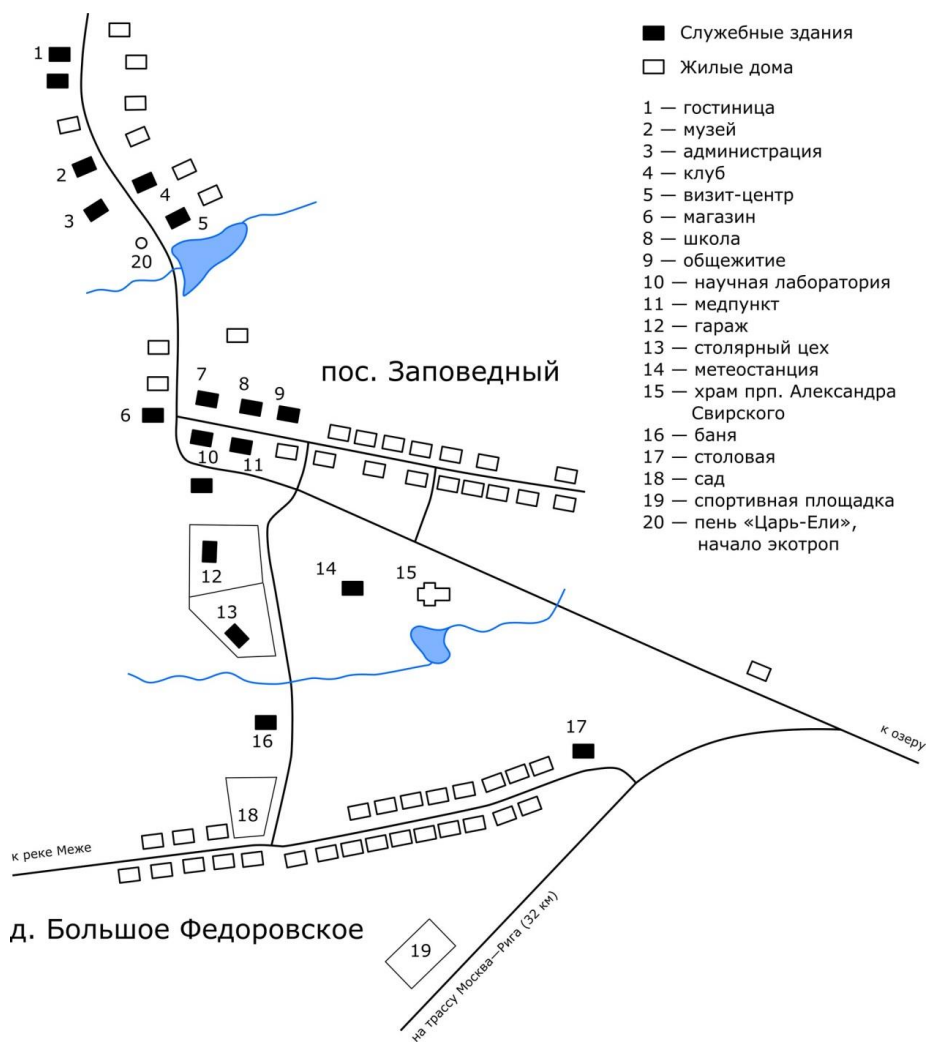 Служебные здания
Жилые дома
1 — гостиница
2 — музей
3 — администрация
4 — клуб
5 — визит-центр
6 — магазин
8 — школа
9 — общежитие
10 — научная лаборатория
11 — медпункт
12 — гараж
13 — столярный цех
14 — метеостанция
15 — храм прп. Александра
Свирского
16 — баня
17 — столовая
18 — сад
19 — спортивная площадка
20 — пень «Царь-Ели»,
начало экотроп
1
2
4
3
5
20
пос. Заповедный
7
8
9
6
10
11
12
14
15
13
16
17
к озеру
18
к реке Меже
д. Большое Федоровское
19
на трассу Москва—Рига (32 км)